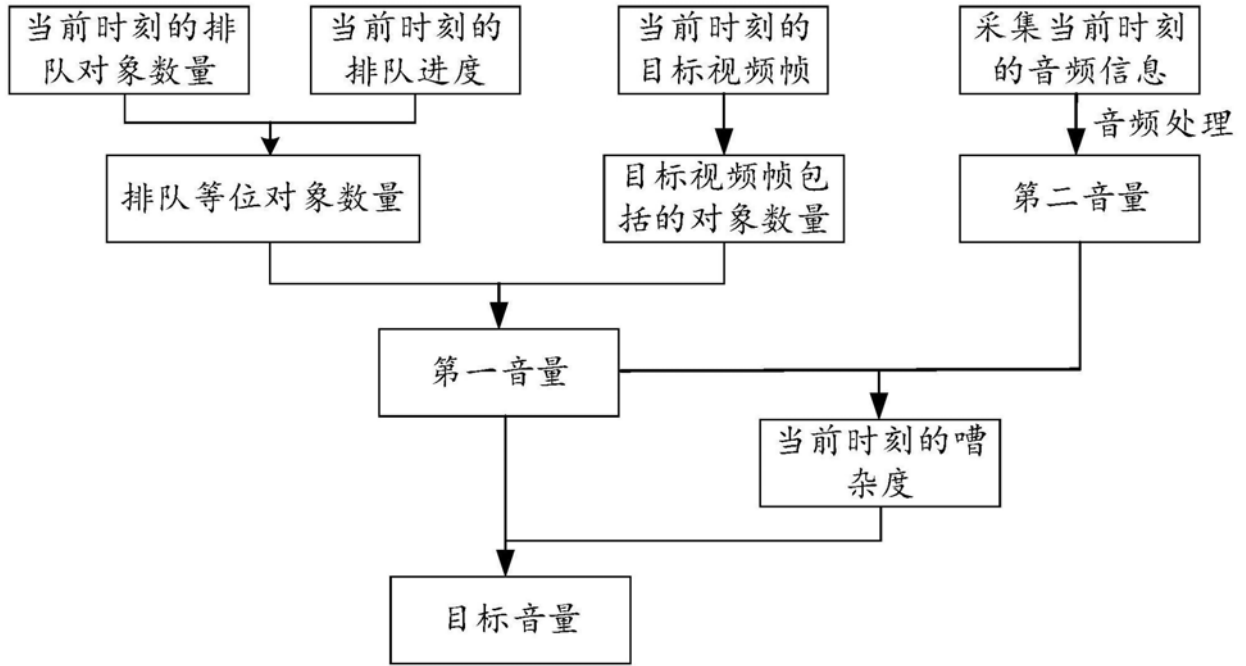 当前时刻的排
队对象数量
当前时刻的
排队进度
当前时刻的
目标视频帧
采集当前时刻
的音频信息
音频处理
排队等位对象数量
目标视频帧包
括的对象数量
第二音量
第一音量
当前时刻的嘈
杂度
目标音量